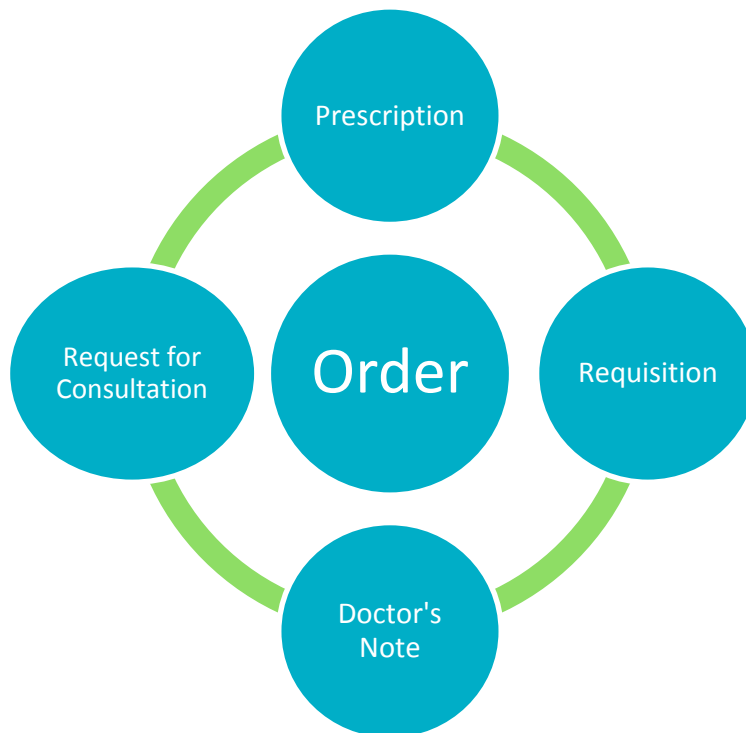 Prescription
Request for
Consultation
Order
Requisition
Doctor's
Note